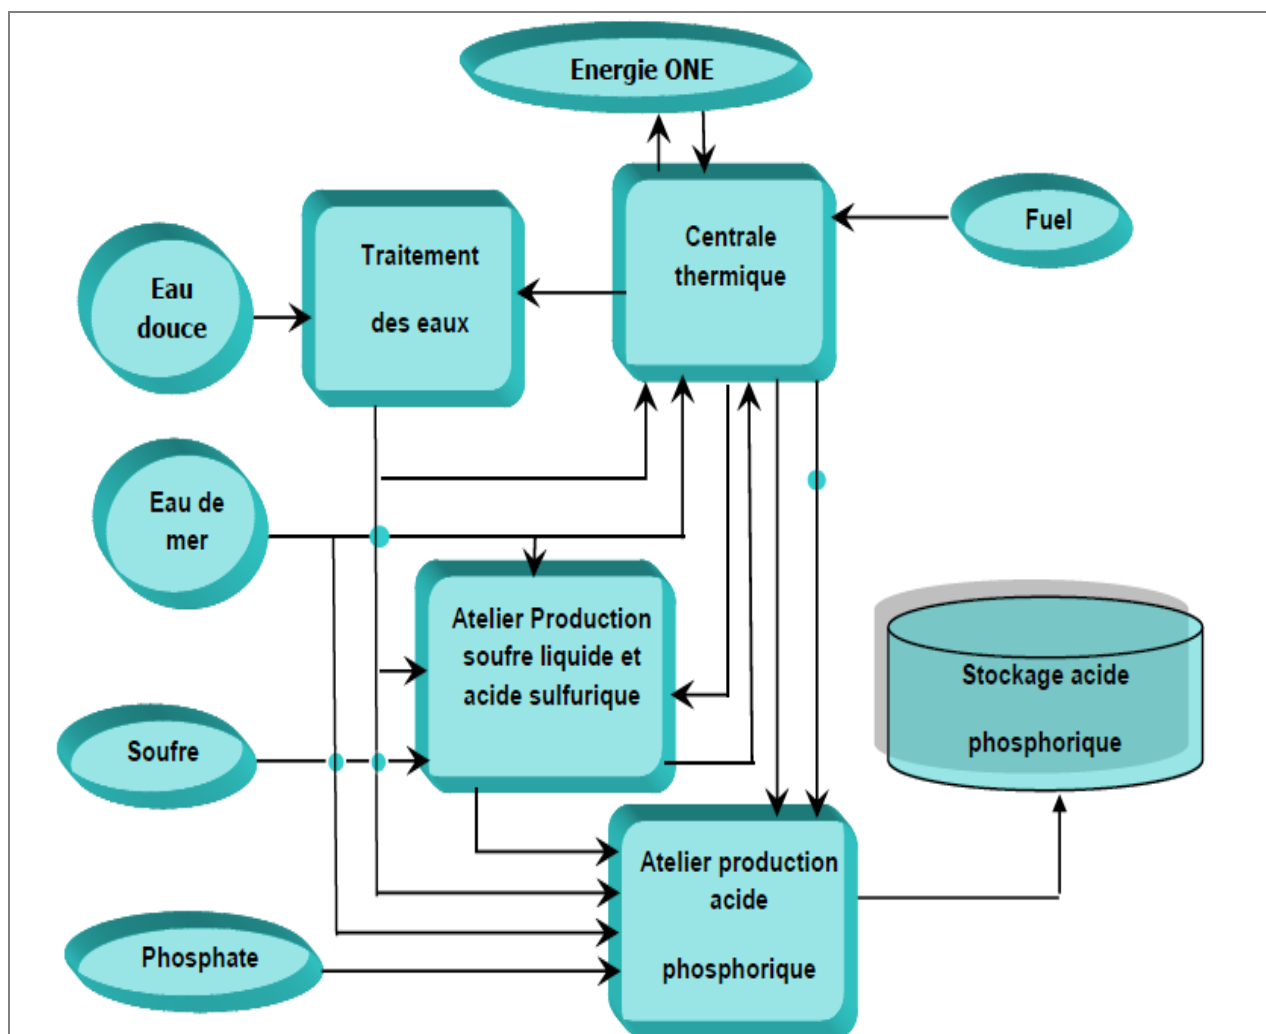 Energie ONE
Fuel
Centrale
thermique
Traitement
des eaux
Eau
douce
Eau de
mer
Atelier Production
soufre liquide et
acide sulfurique
Stockage acide
phosphorique
Soufre
Atelier production
acide
phosphorique
Phosphate